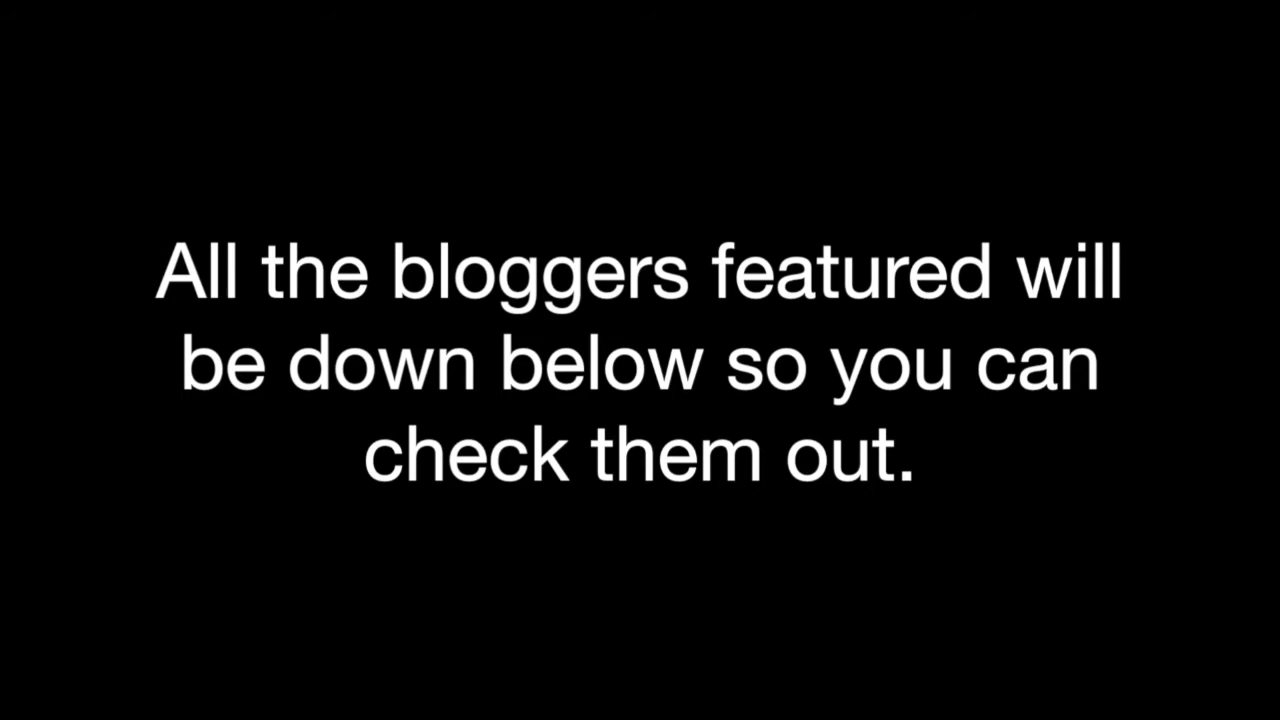 All the bloggers featured will
be down below so you can
check them out.